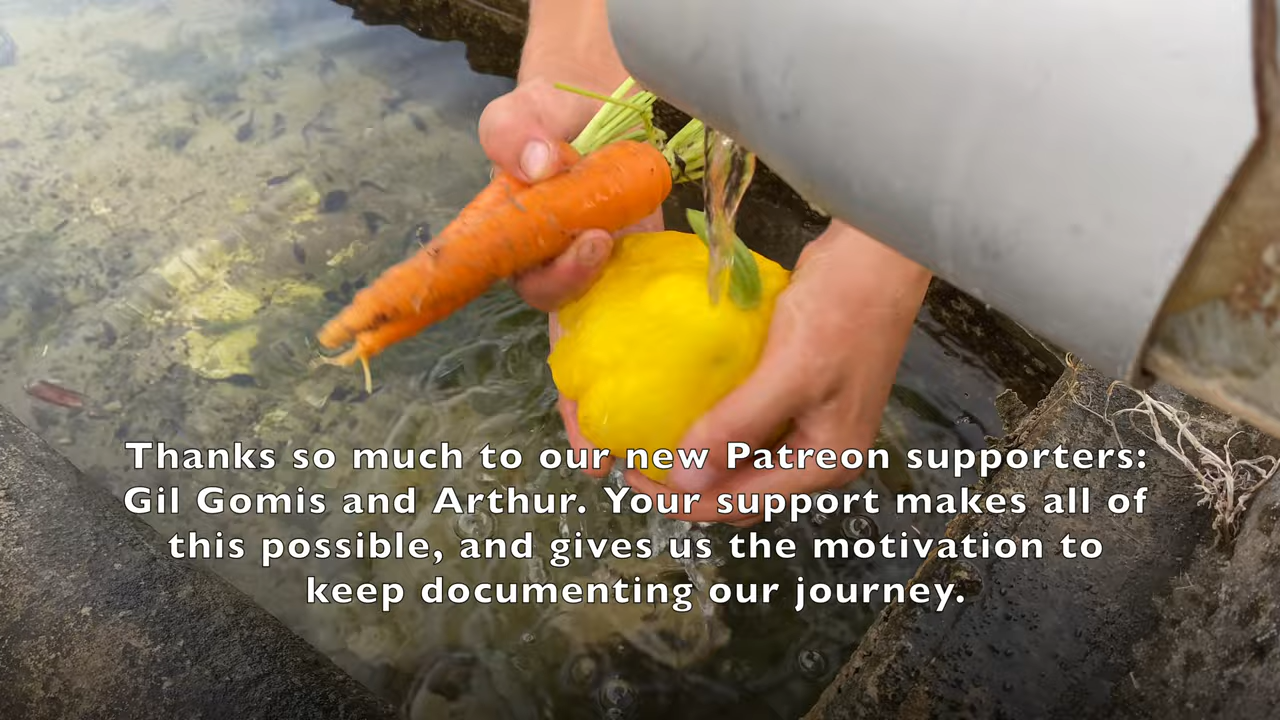 Thanks so much to our new Patreon supporters:
Gil Gomis and Arthur. Your support makes all of
this possible, and gives us the motivation to
keep documenting our journey.